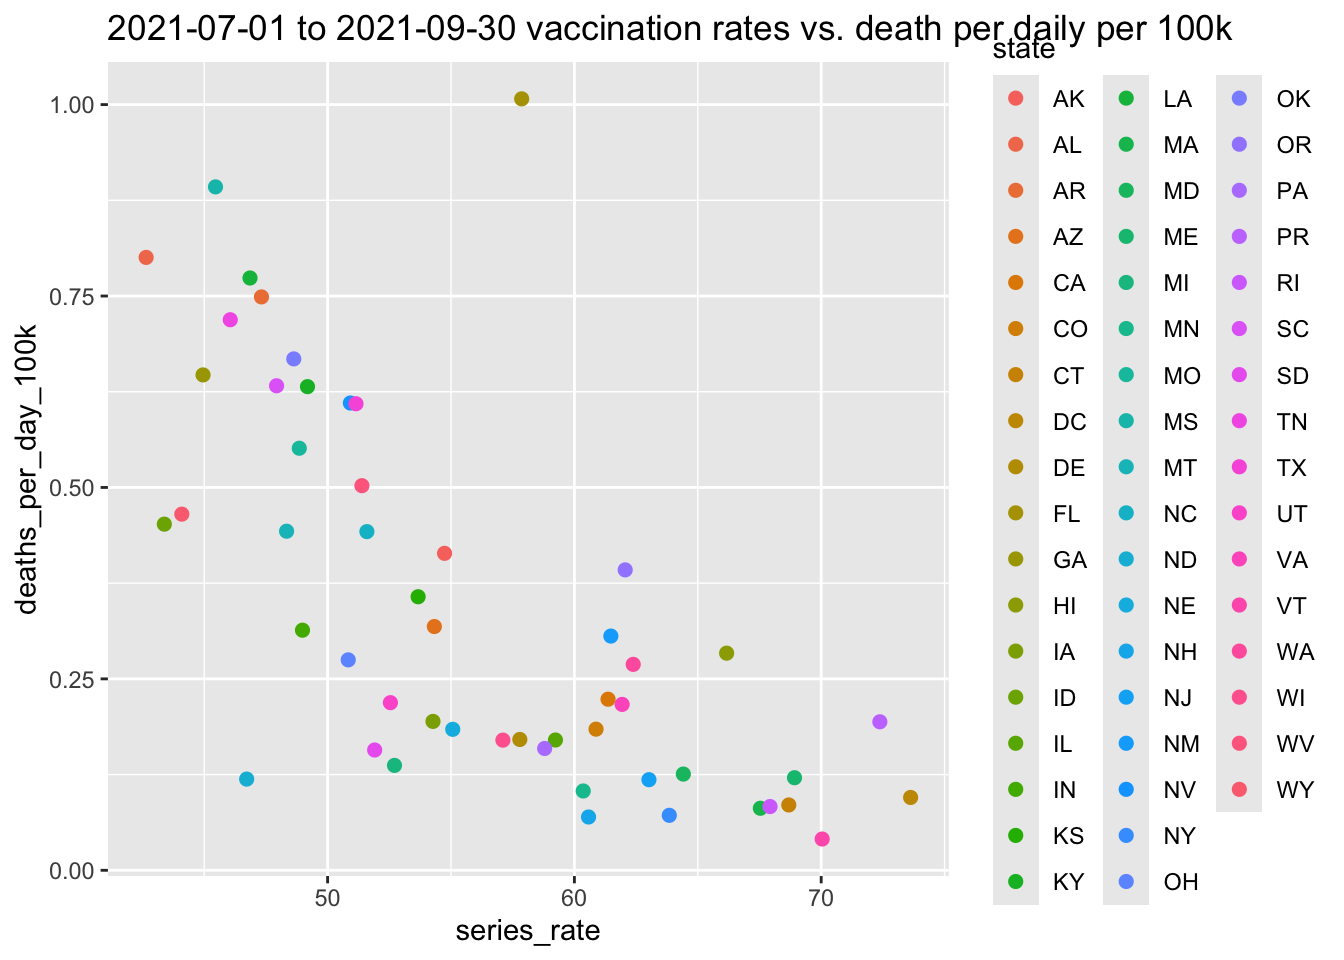 2021-07-01 to 2021-09-30 vaccination rates vs. death per daily per 100k
state
AK
AL
AR
AZ
CA
CO
CT
DC
DE
FL
GA
HI
IA
ID
IL
IN
KS
KY
LA
MA
MD
ME
MI
MN
MO
MS
MT
NC
ND
NE
NH
NJ
NM
NV
NY
OH
OK
OR
PA
PR
RI
SC
SD
TN
TX
UT
VA
VT
WA
WI
WV
WY
deaths_per_day_100k
1.00
0.75
0.50
0.25
0.00
50
60
70
series_rate